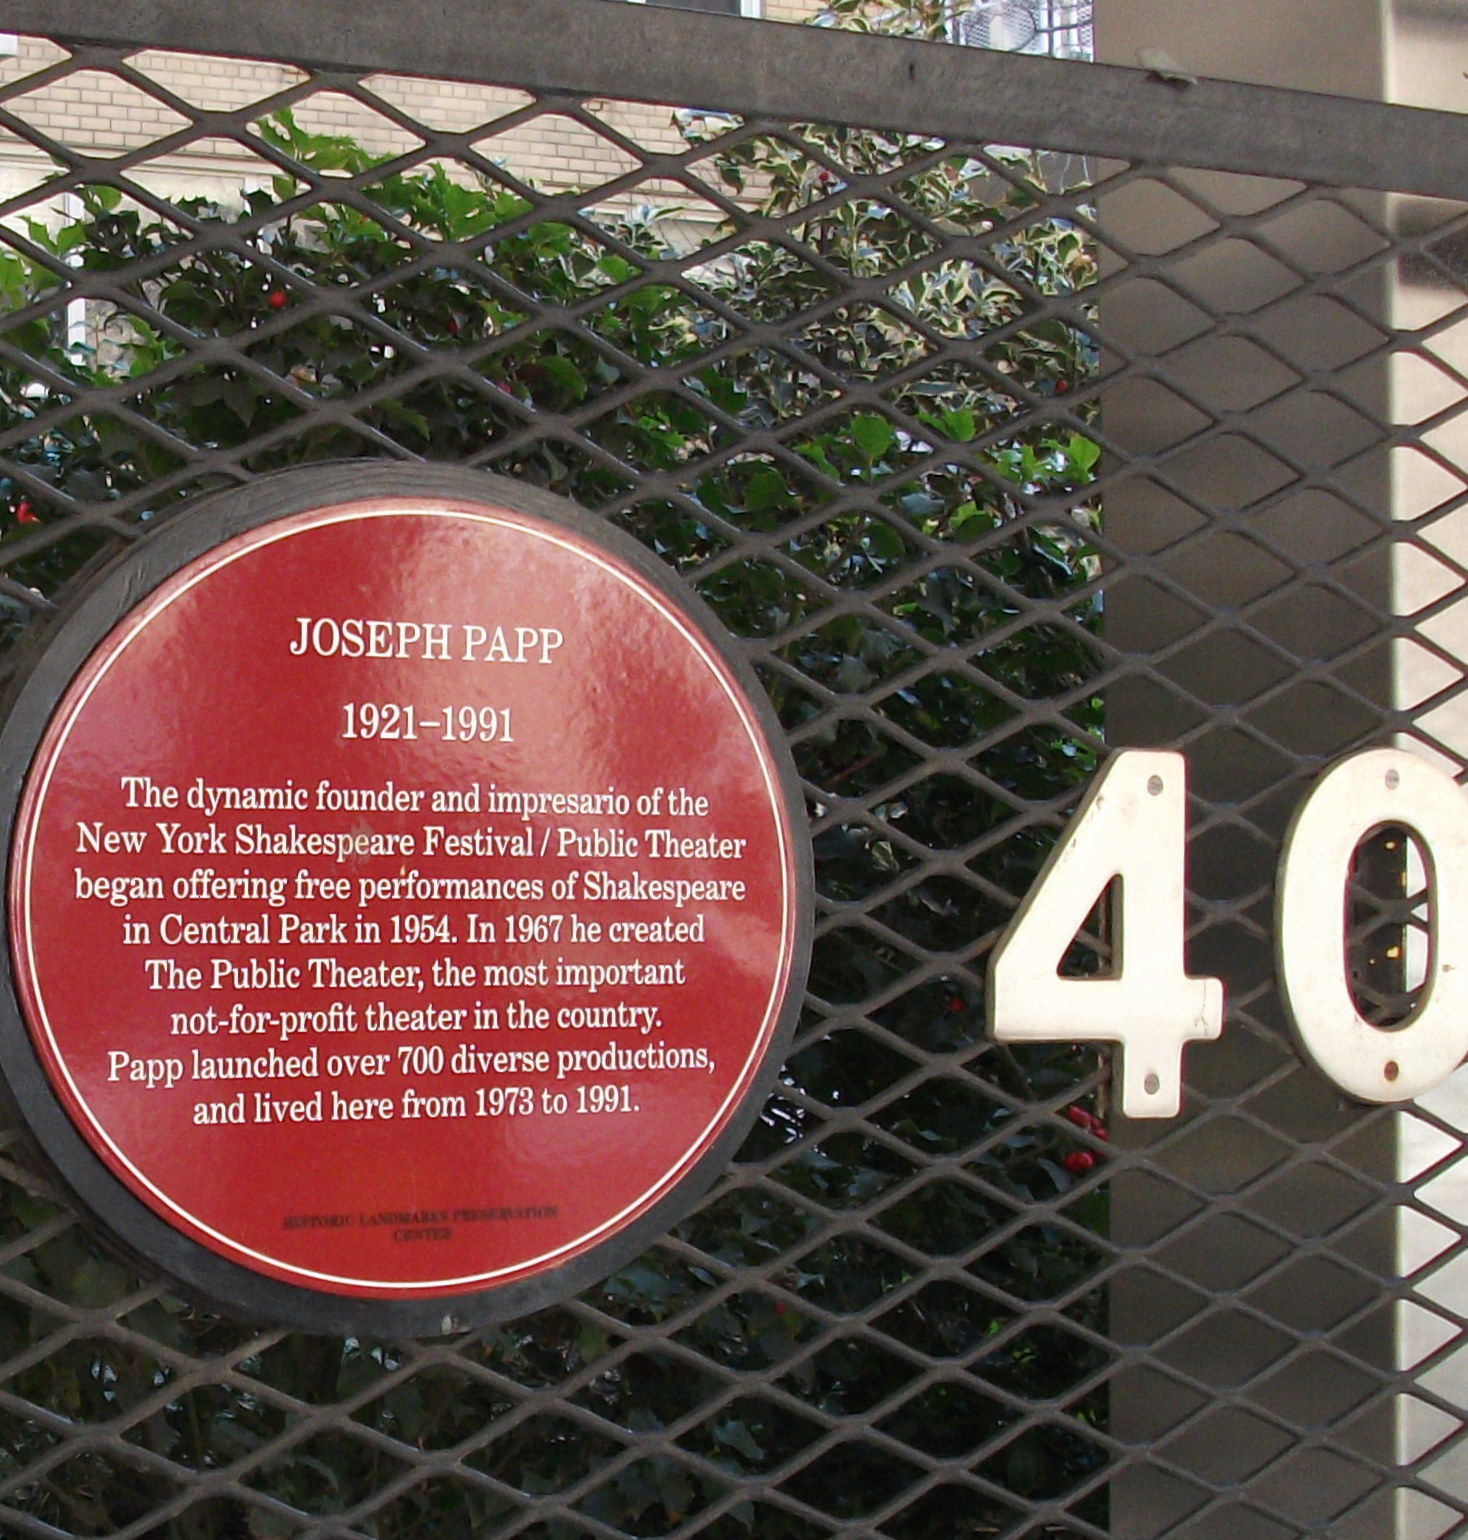 JOSEPH PAPP
1921–1991
The dynamic founder and impresario of the
New York Shakespeare Festival / Public Theater
began offering free performances of Shakespeare
in Central Park in 1954. In 1967 he created
The Public Theater, the most important
not-for-profit theater in the country.
Papp launched over 700 diverse productions,
and lived here from 1973 to 1991.
HISTORIC LANDMARKS PRESERVATION
CENTER
40